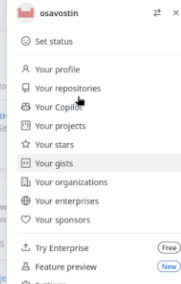 osavostin
Set status
Your profile
Your repositories
Your Copilot
Your projects
Your stars
Your gists
Your organizations
Your enterprises
Your sponsors
Try Enterprise Free
Feature preview New
Settings